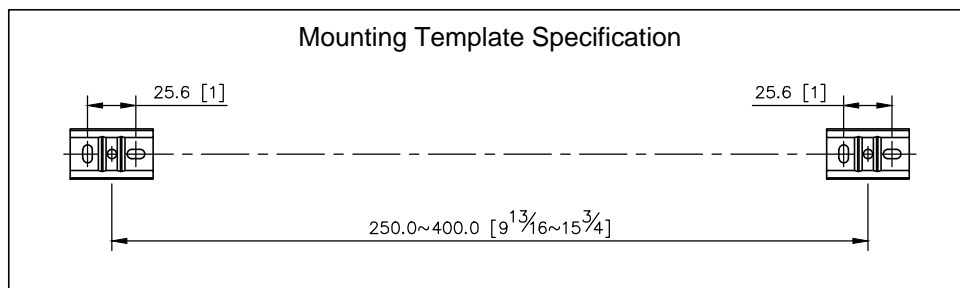 Mounting Template Specification
25.6 [1]
25.6 [1]
250.0~400.0 [9 13/16~15 3/4]